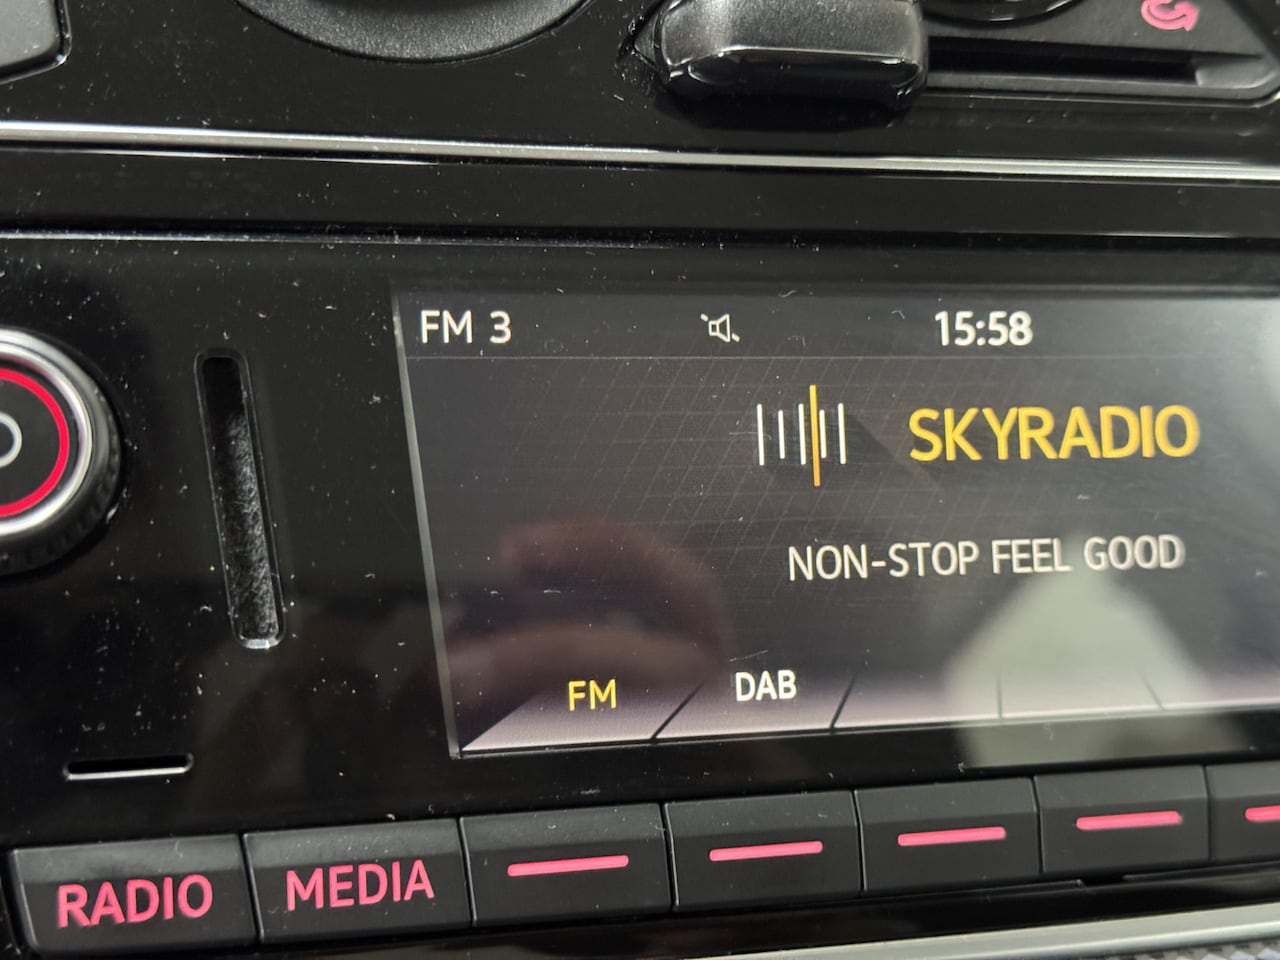 FM 3
15:58
SKYRADIO
NON-STOP FEEL GOOD
FM
DAB
RADIO
MEDIA